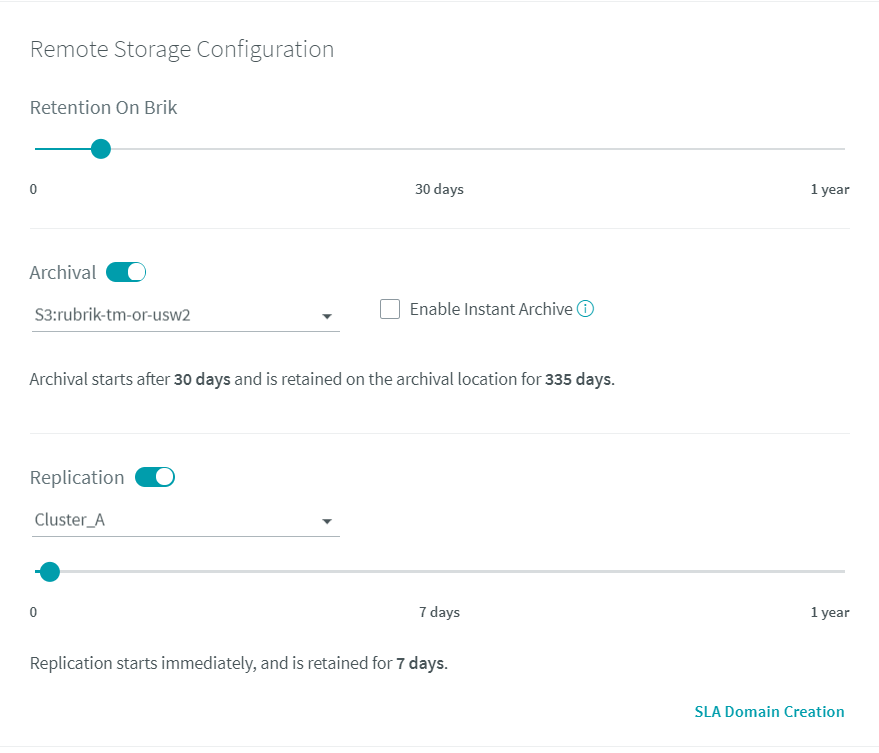 Remote Storage Configuration
Retention On Brik
0 30 days 1 year
Archival
S3:rubrik-tm-or-usw2
Enable Instant Archive
Archival starts after 30 days and is retained on the archival location for 335 days.
Replication
Cluster_A
0 7 days 1 year
Replication starts immediately, and is retained for 7 days.
SLA Domain Creation